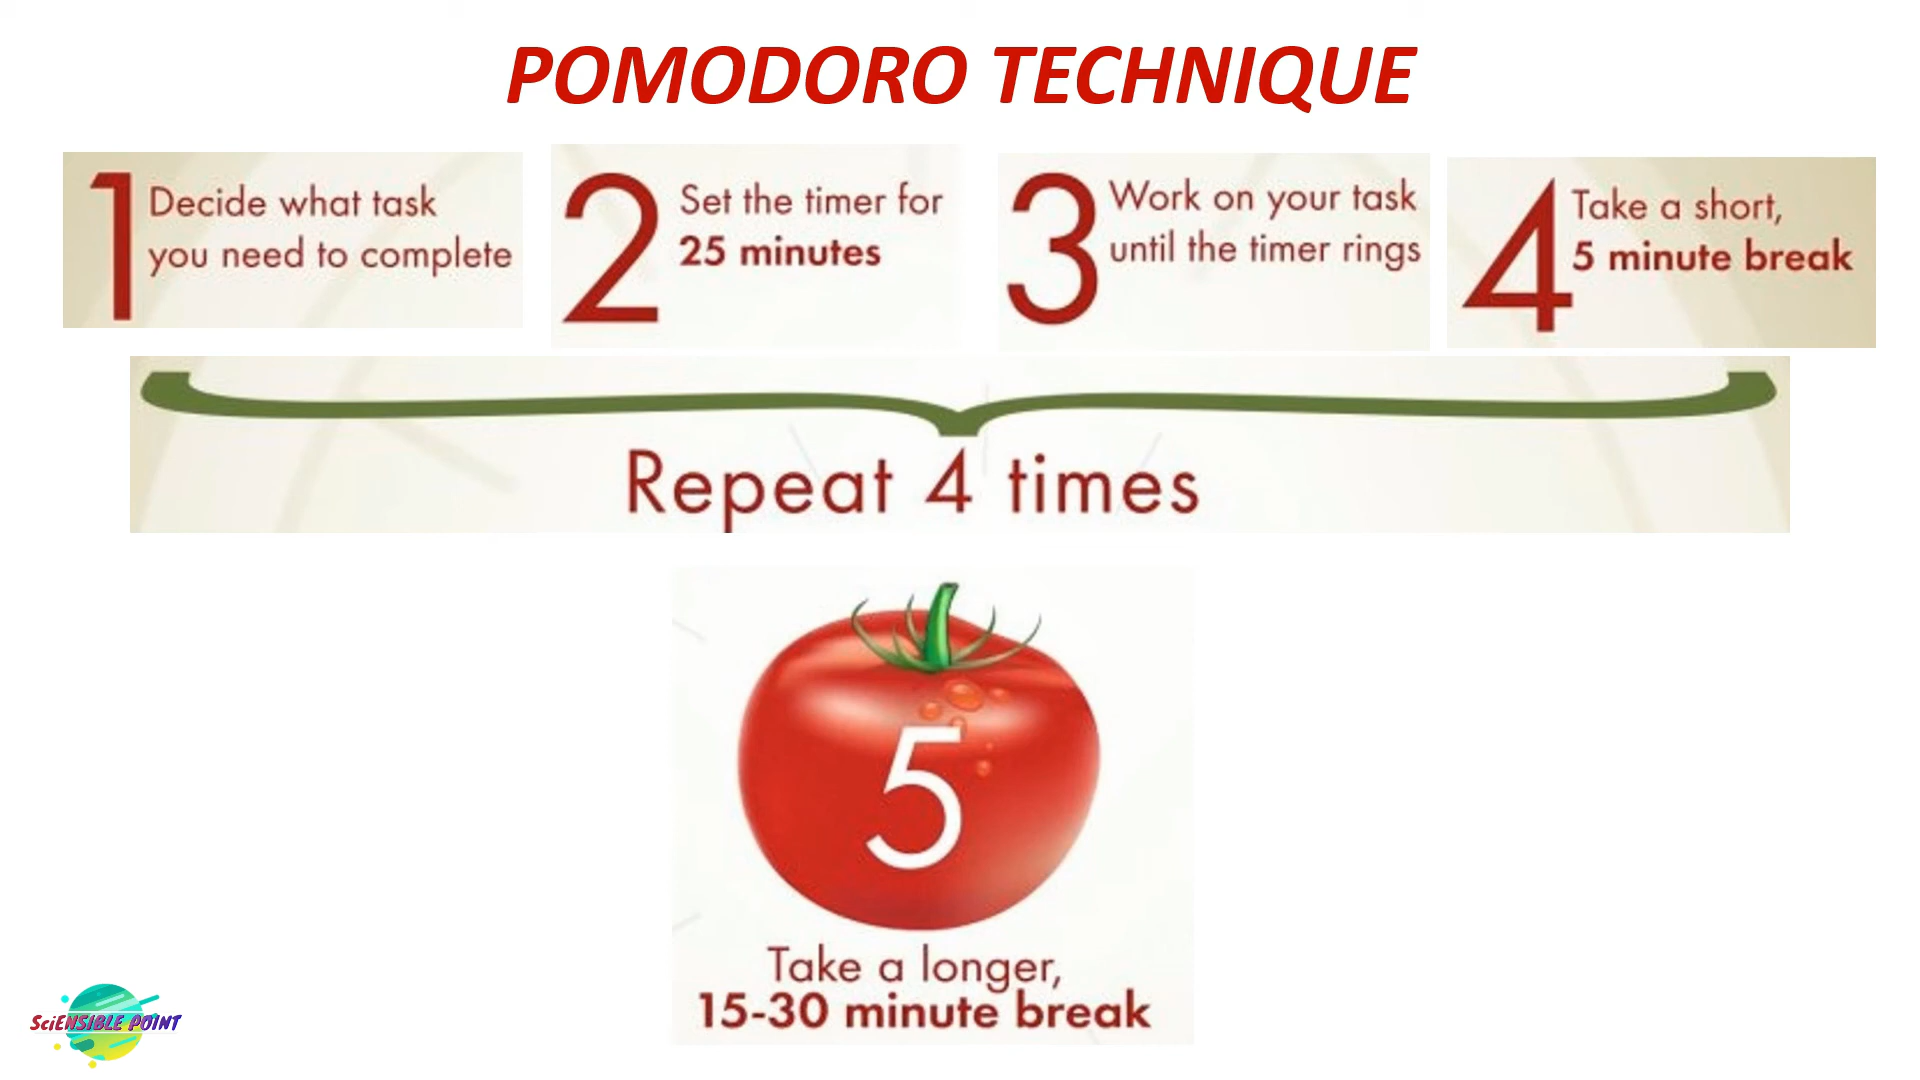 POMODORO TECHNIQUE
1 Decide what task
you need to complete
2 Set the timer for
25 minutes
3 Work on your task
until the timer rings
4 Take a short,
5 minute break
Repeat 4 times
5
Take a longer,
15-30 minute break
SciENSIBLE POINT